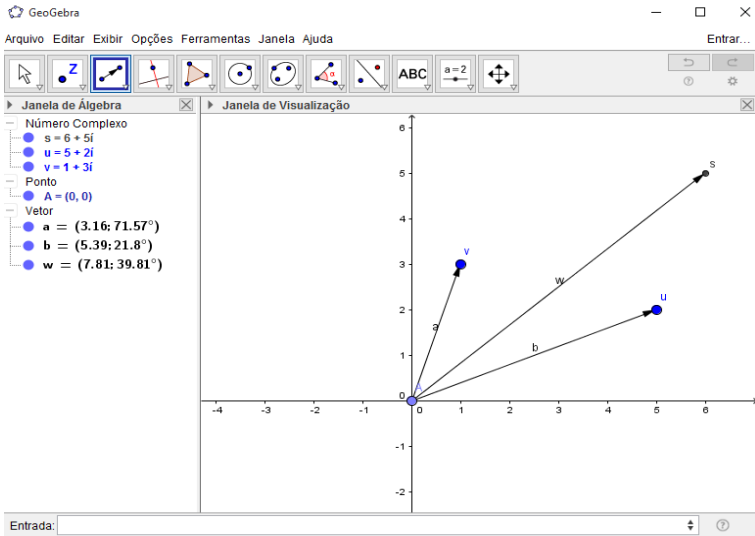 GeoGebra
Arquivo Editar Exibir Opções Ferramentas Janela Ajuda Entrar...
Z α ABC a=2
Janela de Álgebra
Número Complexo
s = 6 + 5í
u = 5 + 2í
v = 1 + 3í
Ponto
A = (0, 0)
Vetor
a = (3.16; 71.57°)
b = (5.39; 21.8°)
w = (7.81; 39.81°)
Janela de Visualização
6
s
5
4
v
3
w
u
2
a
b
1
A
0
-4 -3 -2 -1 0 1 2 3 4 5 6
-1
-2
Entrada: